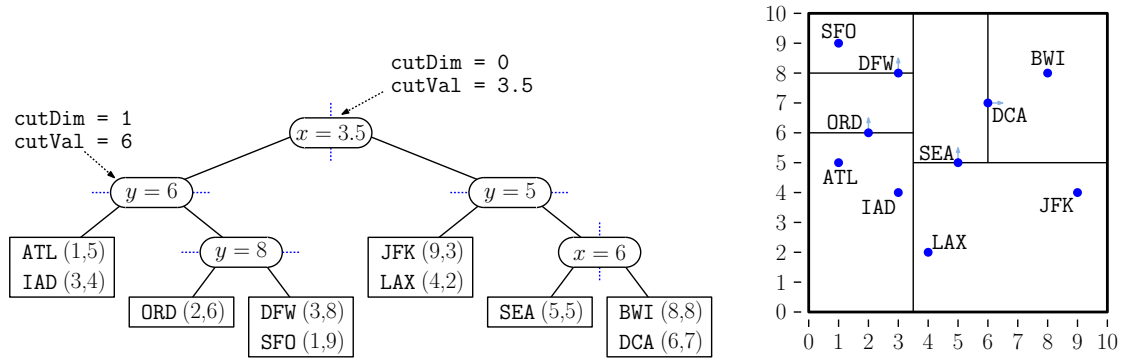 cutDim = 0
cutVal = 3.5
cutDim = 1
cutVal = 6
x = 3.5
y = 6
y = 5
ATL (1,5)
IAD (3,4)
y = 8
JFK (9,3)
LAX (4,2)
x = 6
ORD (2,6)
DFW (3,8)
SFO (1,9)
SEA (5,5)
BWI (8,8)
DCA (6,7)
10
9
8
7
6
5
4
3
2
1
0
SFO
DFW
BWI
DCA
ORD
SEA
ATL
IAD
JFK
LAX
0 1 2 3 4 5 6 7 8 9 10